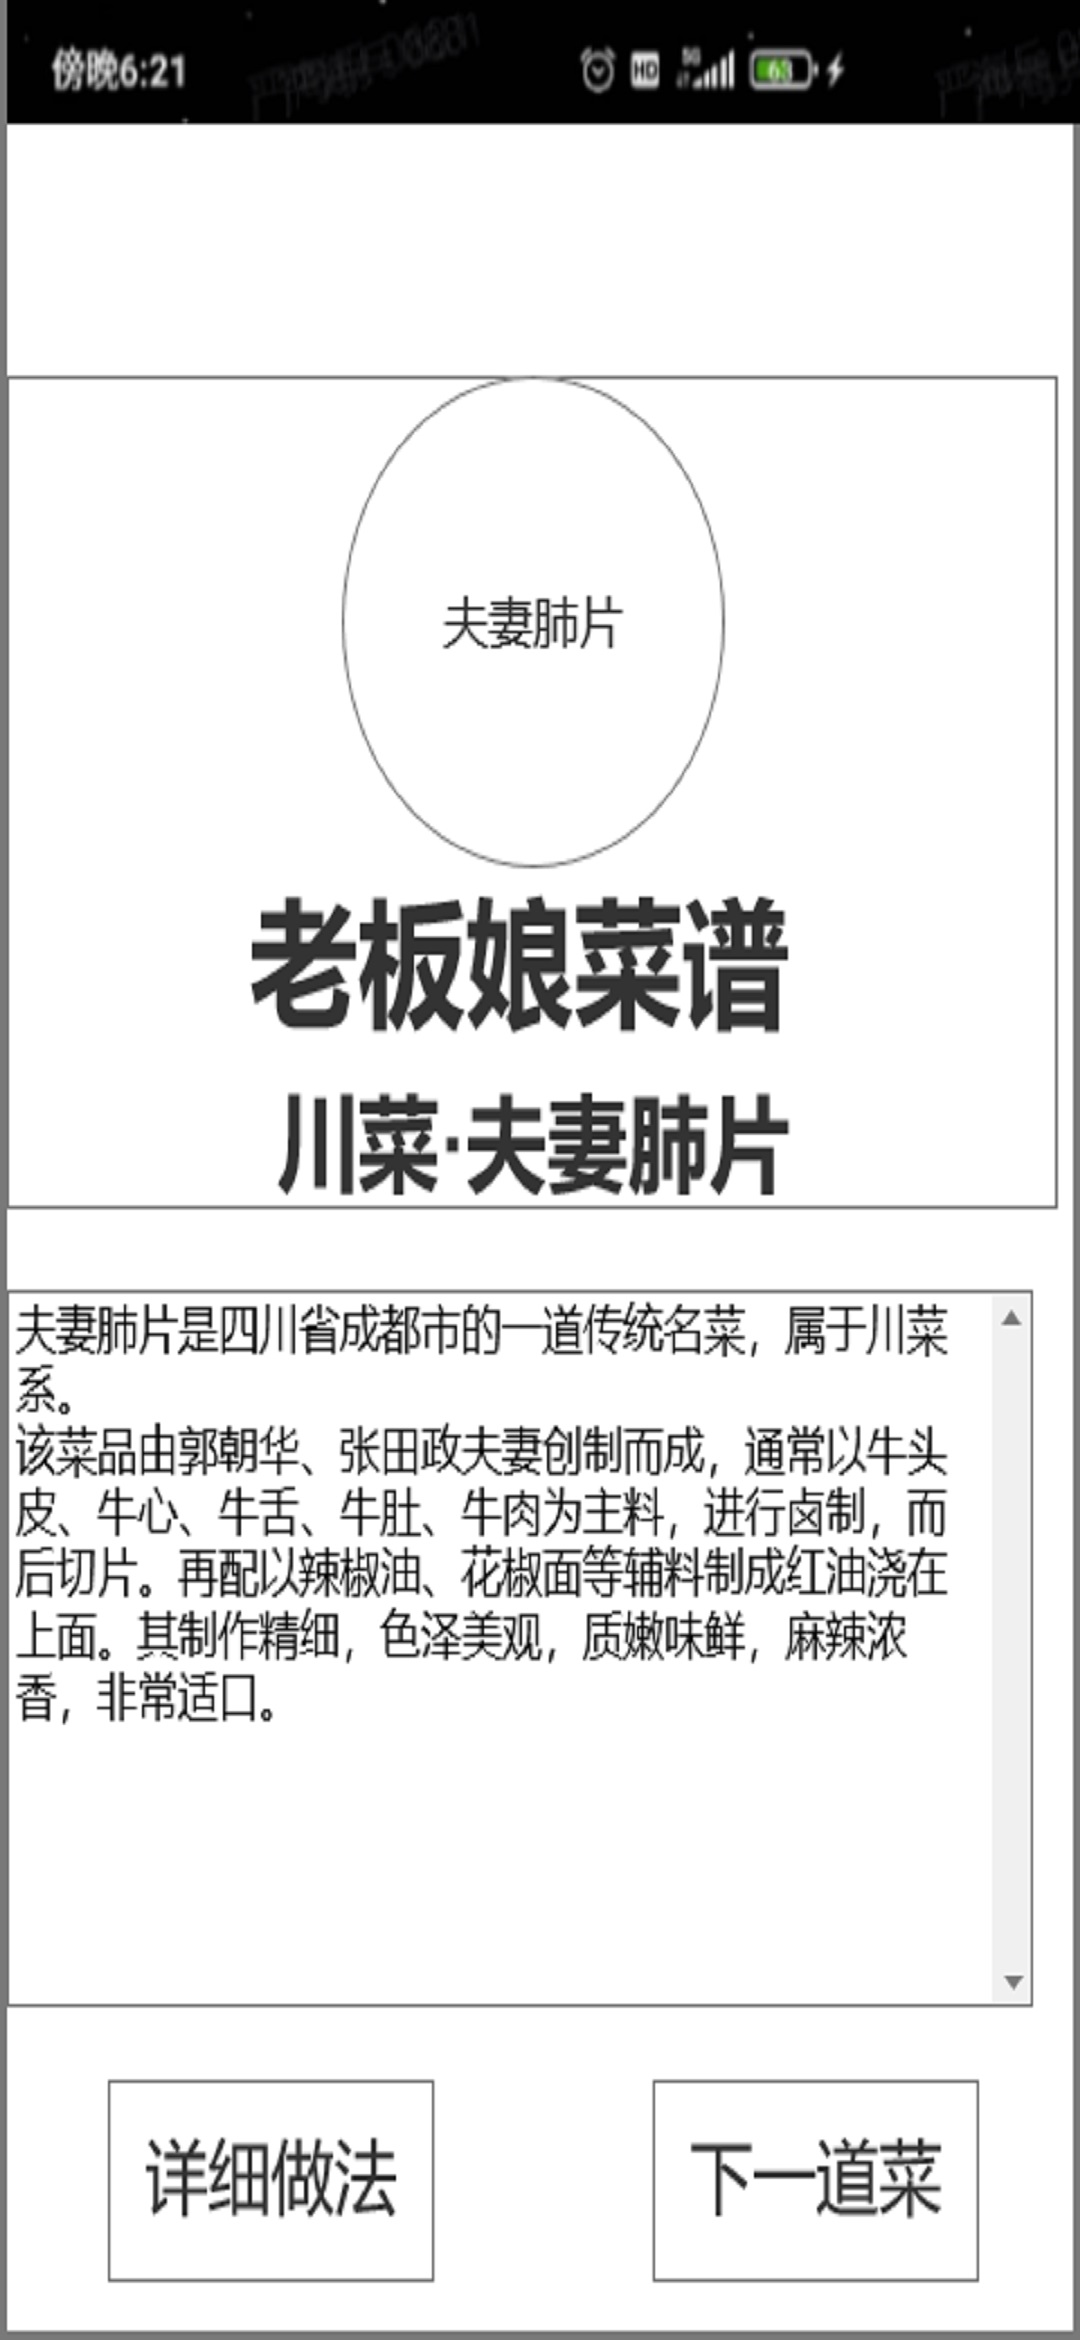 傍晚6:21
HD 5G 63
夫妻肺片
老板娘菜谱
川菜·夫妻肺片
夫妻肺片是四川省成都市的一道传统名菜，属于川菜
系。
该菜品由郭朝华、张田政夫妻创制而成，通常以牛头
皮、牛心、牛舌、牛肚、牛肉为主料，进行卤制，而
后切片。再配以辣椒油、花椒面等辅料制成红油浇在
上面。其制作精细，色泽美观，质嫩味鲜，麻辣浓
香，非常适口。
详细做法
下一道菜